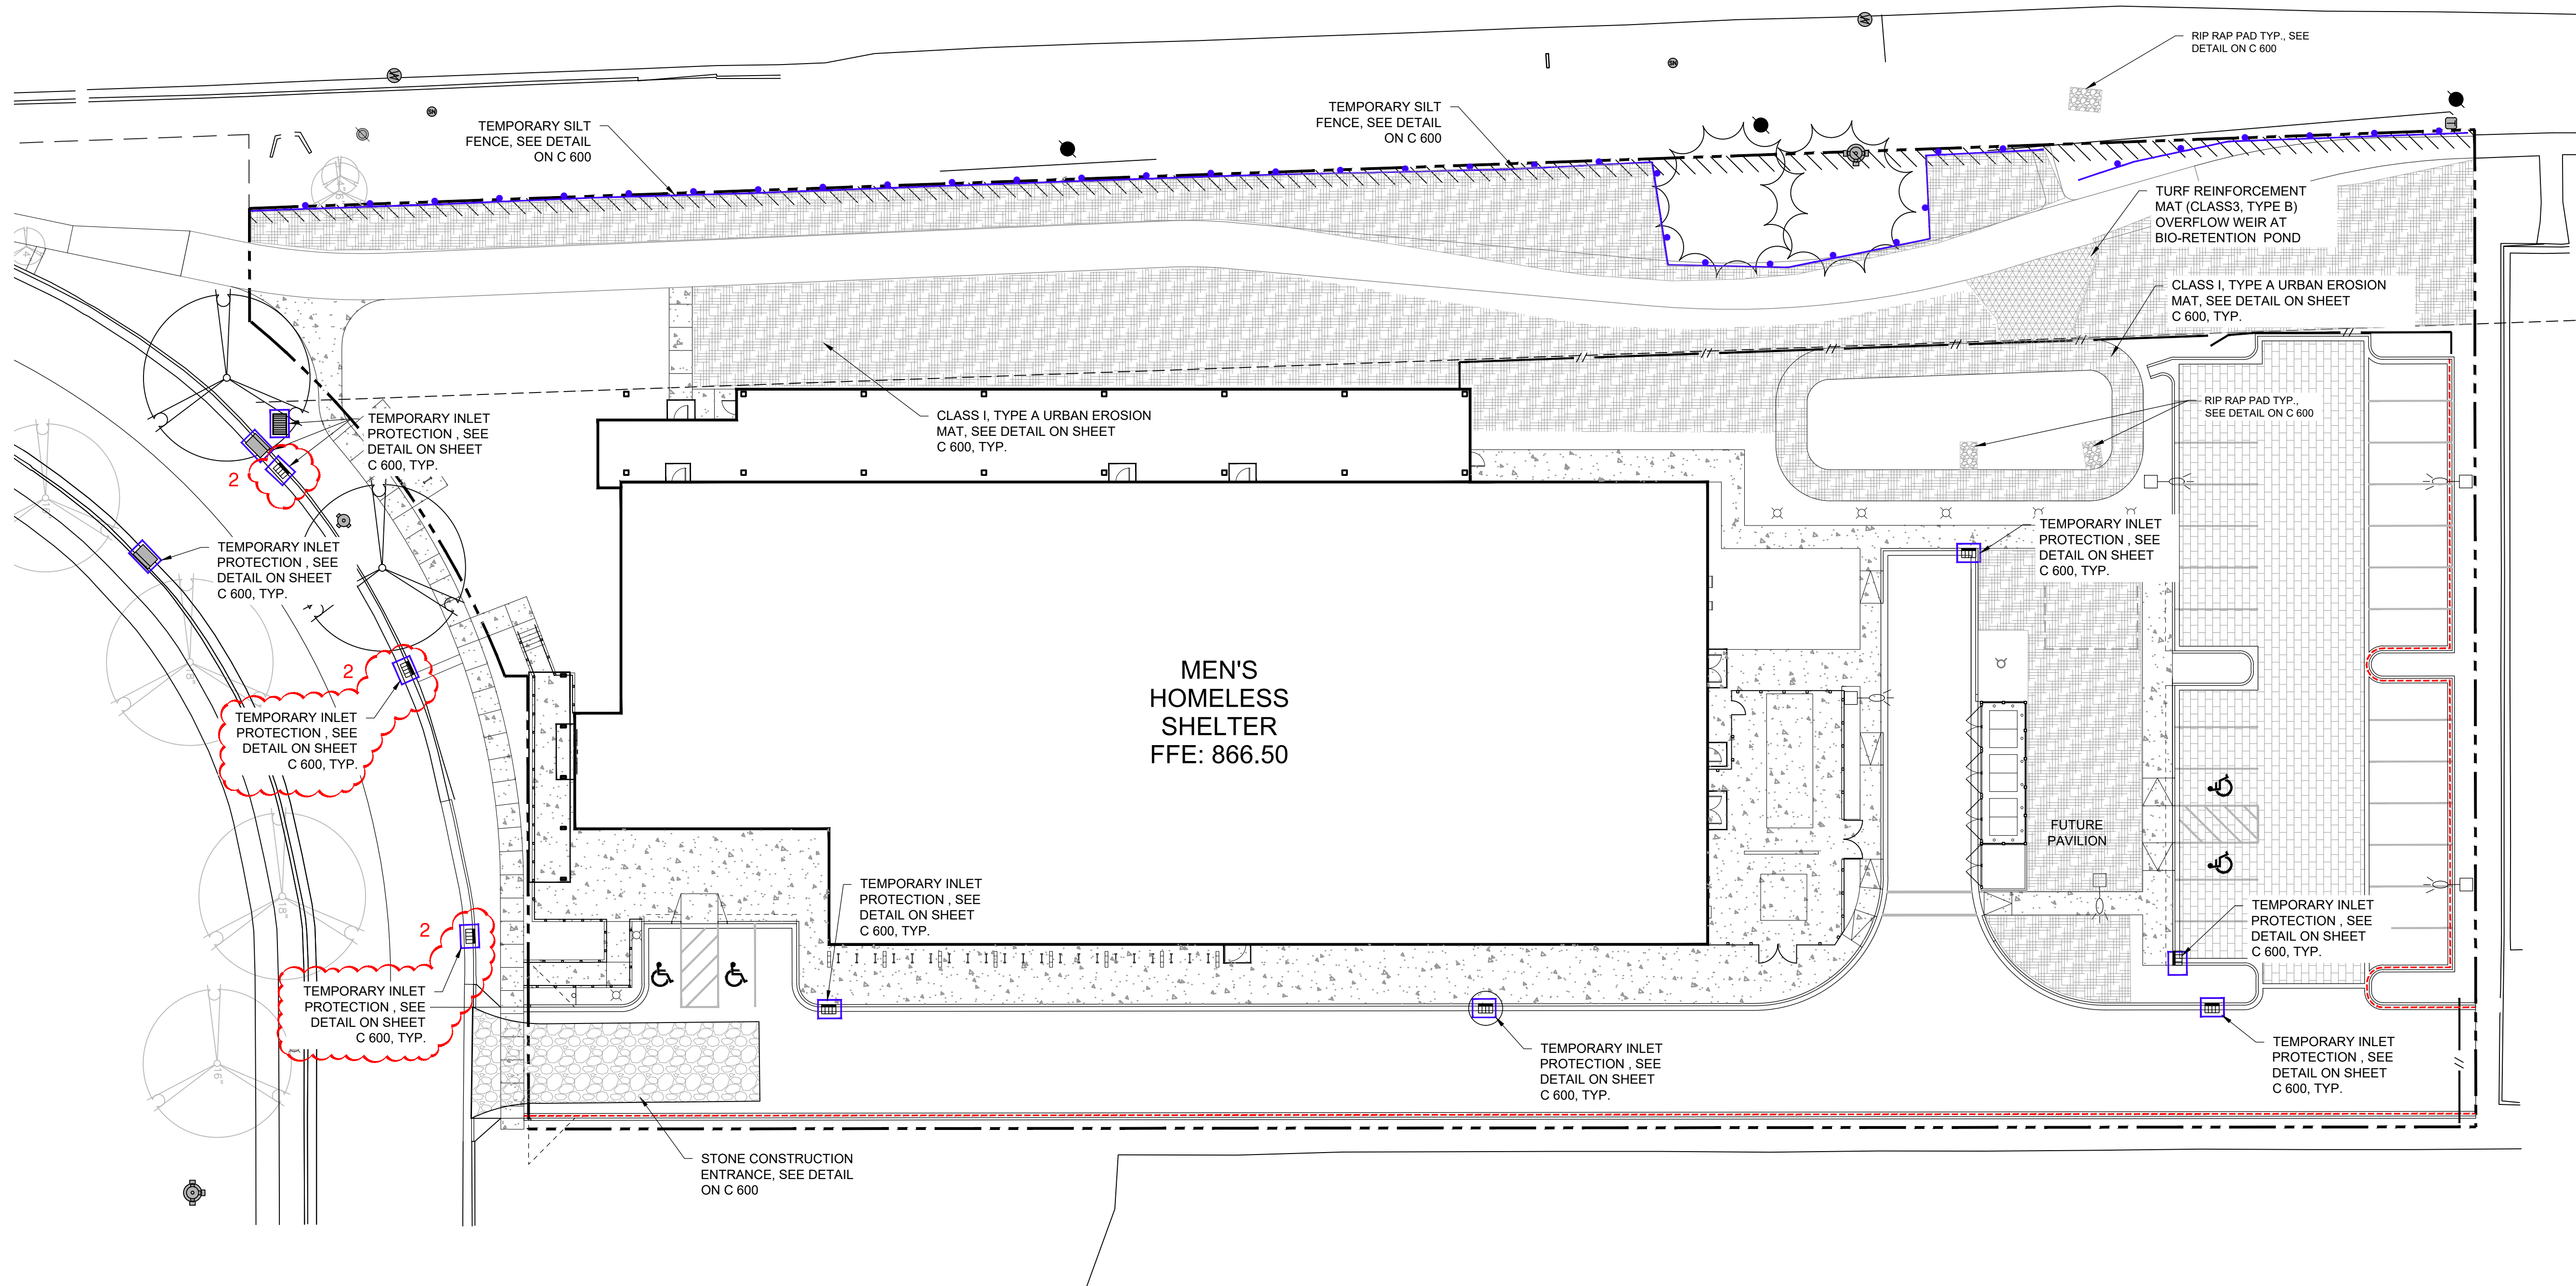 RIP RAP PAD TYP., SEE
DETAIL ON C 600
TEMPORARY SILT
FENCE, SEE DETAIL
ON C 600
TEMPORARY SILT
FENCE, SEE DETAIL
ON C 600
TURF REINFORCEMENT
MAT (CLASS3, TYPE B)
OVERFLOW WEIR AT
BIO-RETENTION POND
CLASS I, TYPE A URBAN EROSION
MAT, SEE DETAIL ON SHEET
C 600, TYP.
RIP RAP PAD TYP.,
SEE DETAIL ON C 600
CLASS I, TYPE A URBAN EROSION
MAT, SEE DETAIL ON SHEET
C 600, TYP.
TEMPORARY INLET
PROTECTION , SEE
DETAIL ON SHEET
C 600, TYP.
2
TEMPORARY INLET
PROTECTION , SEE
DETAIL ON SHEET
C 600, TYP.
TEMPORARY INLET
PROTECTION , SEE
DETAIL ON SHEET
C 600, TYP.
2
TEMPORARY INLET
PROTECTION , SEE
DETAIL ON SHEET
C 600, TYP.
MEN'S
HOMELESS
SHELTER
FFE: 866.50
FUTURE
PAVILION
TEMPORARY INLET
PROTECTION , SEE
DETAIL ON SHEET
C 600, TYP.
TEMPORARY INLET
PROTECTION , SEE
DETAIL ON SHEET
C 600, TYP.
2
TEMPORARY INLET
PROTECTION , SEE
DETAIL ON SHEET
C 600, TYP.
TEMPORARY INLET
PROTECTION , SEE
DETAIL ON SHEET
C 600, TYP.
TEMPORARY INLET
PROTECTION , SEE
DETAIL ON SHEET
C 600, TYP.
STONE CONSTRUCTION
ENTRANCE, SEE DETAIL
ON C 600
18"
16"